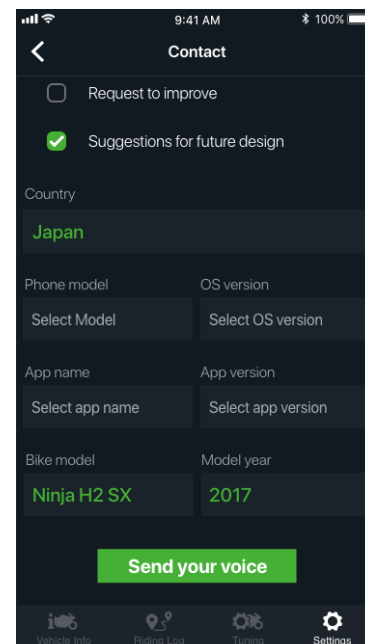 9:41 AM
100%
Contact
Request to improve
Suggestions for future design
Country
Japan
Phone model OS version
Select Model Select OS version
App name App version
Select app name Select app version
Bike model Model year
Ninja H2 SX 2017
Send your voice
Vehicle Info Riding Log Tuning Settings